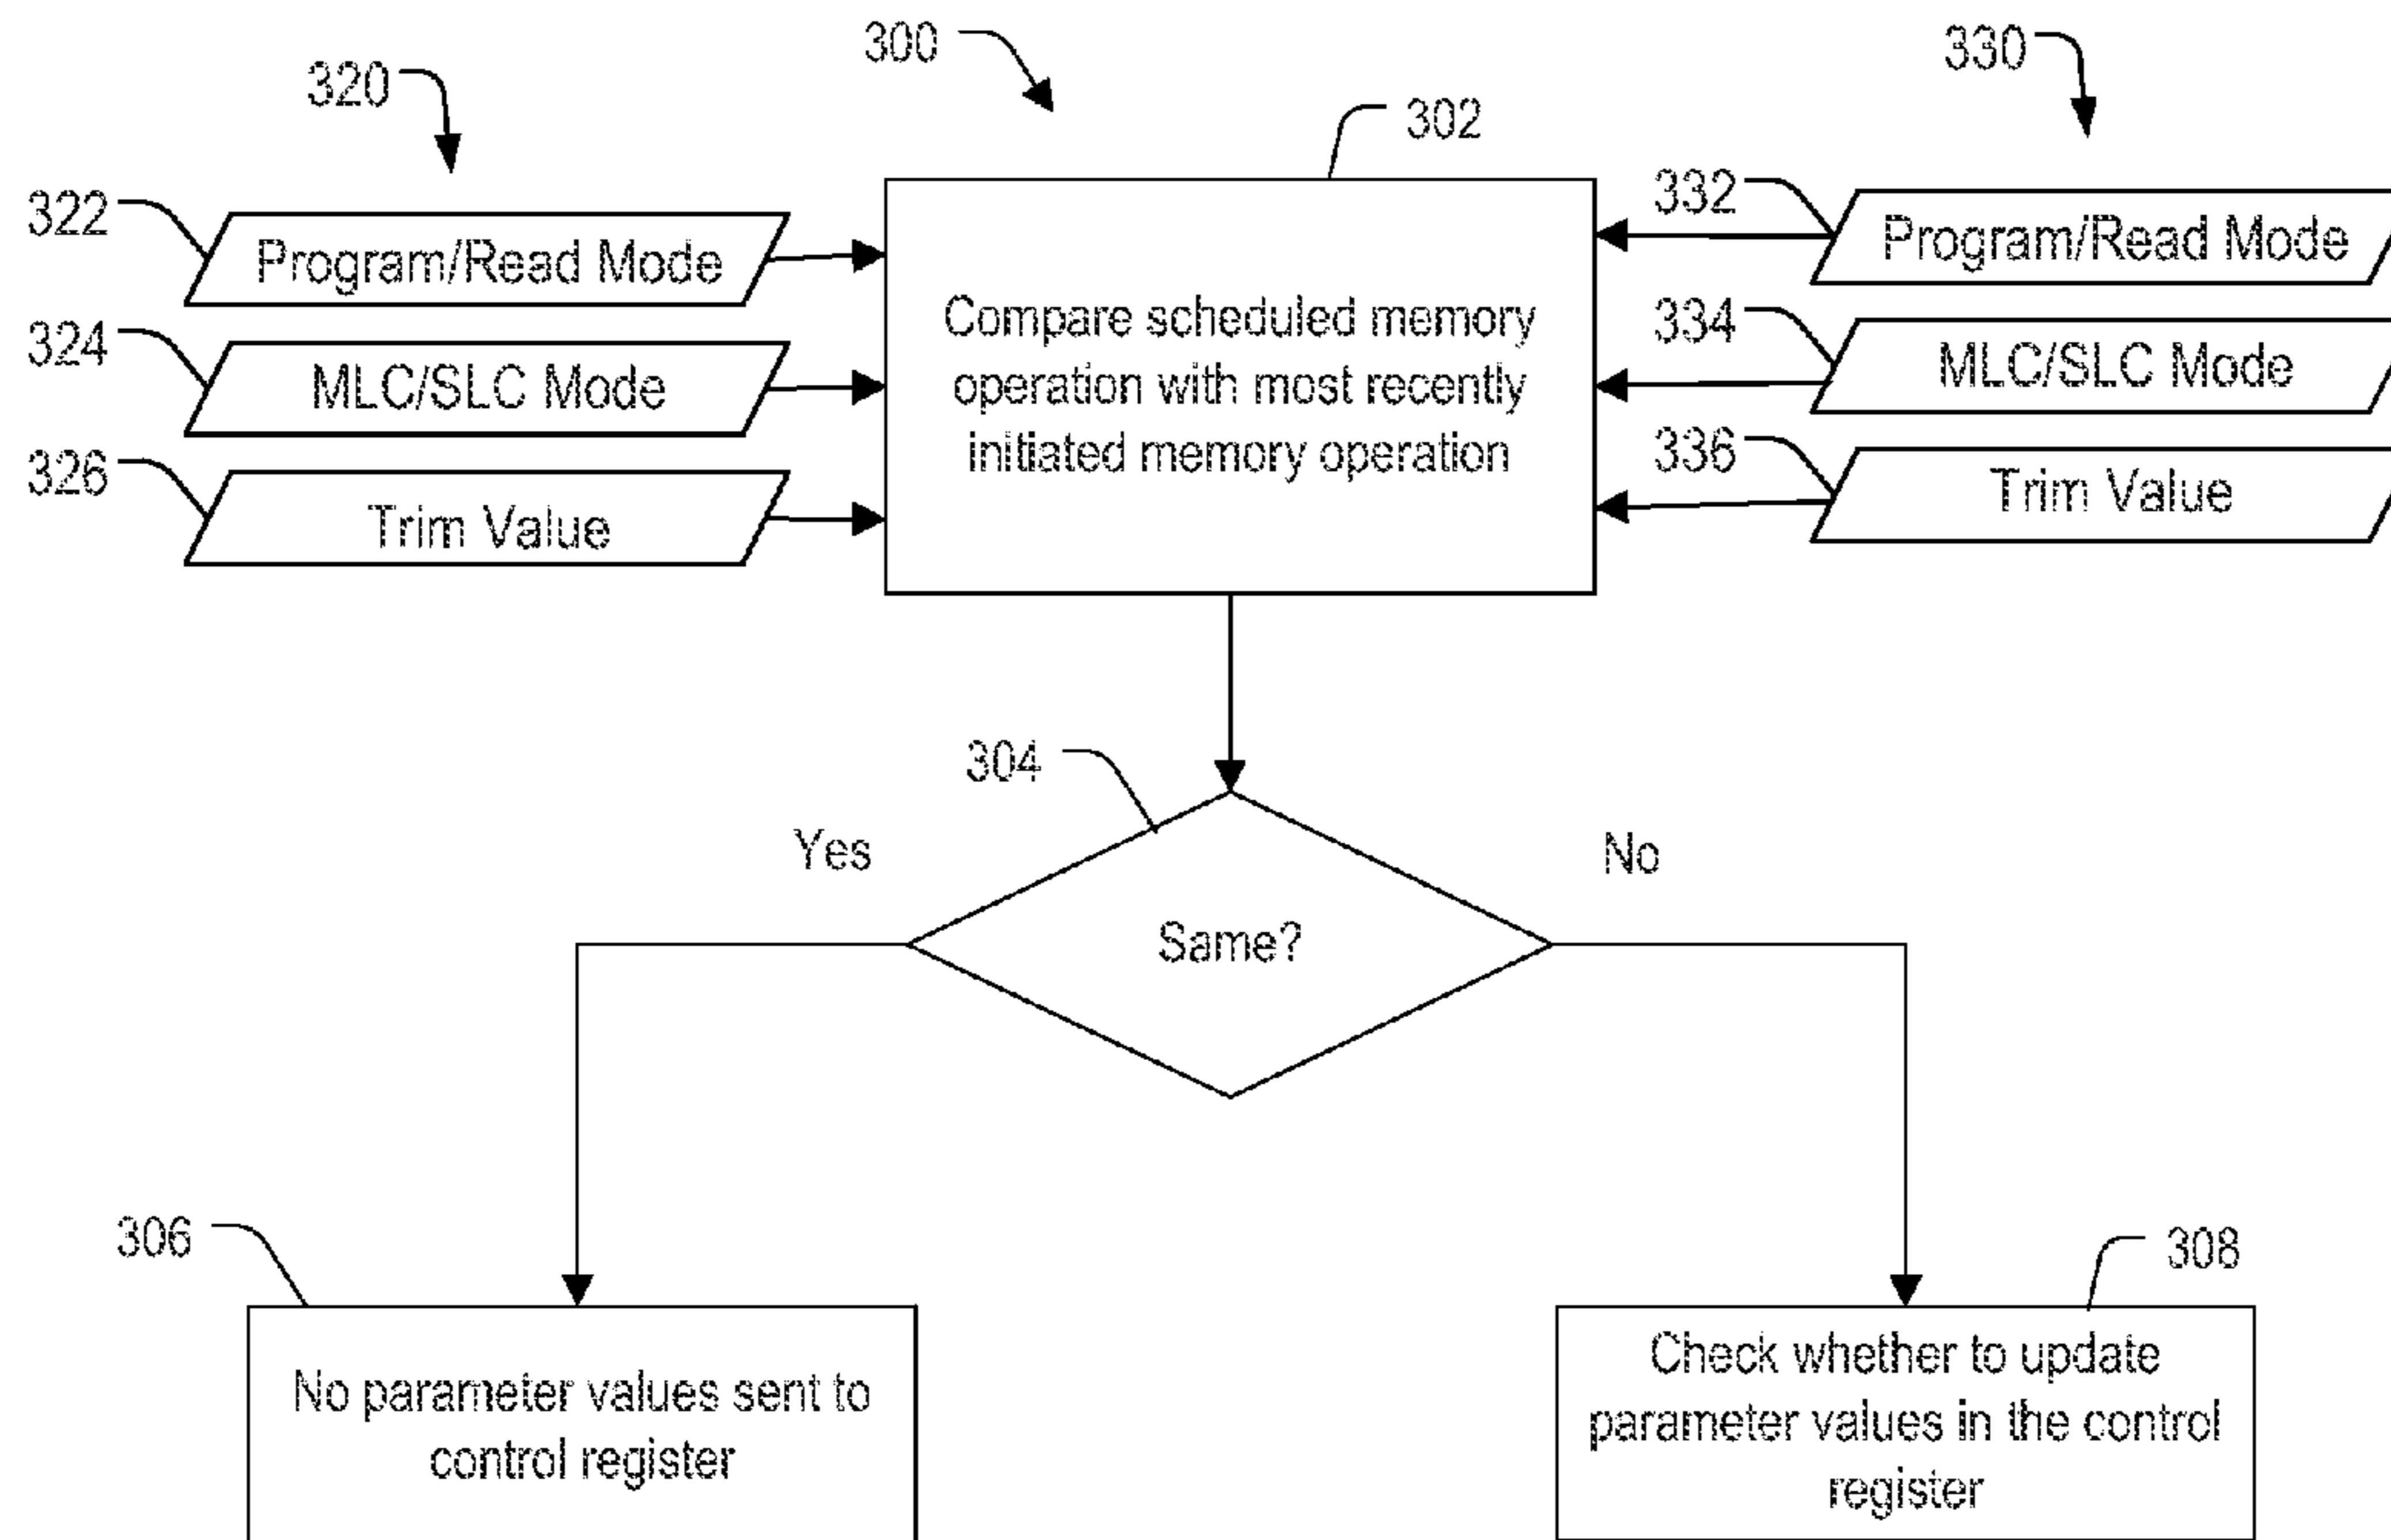 300
330
320
302
322
Program/Read Mode
332
Program/Read Mode
324
MLC/SLC Mode
Compare scheduled memory
operation with most recently
initiated memory operation
334
MLC/SLC Mode
326
Trim Value
336
Trim Value
304
Yes
No
Same?
306
308
No parameter values sent to
control register
Check whether to update
parameter values in the control
register